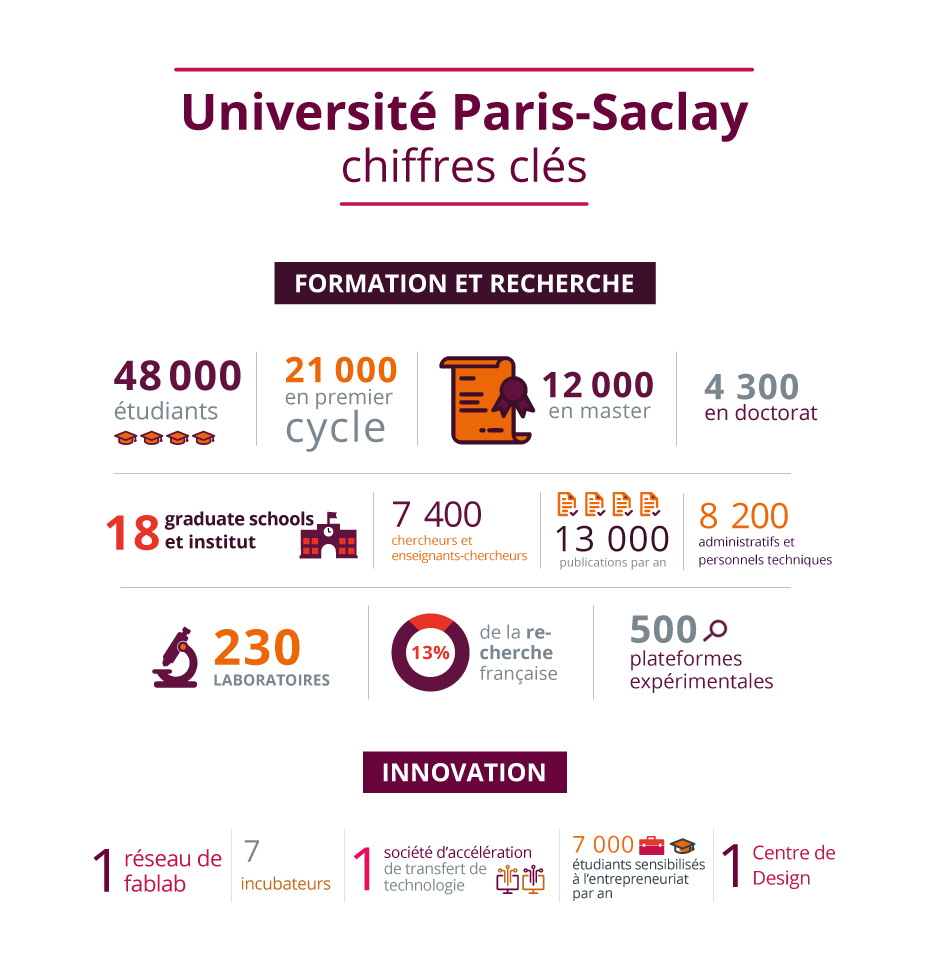 Université Paris-Saclay
chiffres clés
FORMATION ET RECHERCHE
48 000
étudiants
21 000
en premier
cycle
12 000
en master
4 300
en doctorat
18
graduate schools
et institut
7 400
chercheurs et
enseignants-chercheurs
13 000
publications par an
8 200
administratifs et
personnels techniques
230
LABORATOIRES
13%
de la re-
cherche
française
500
plateformes
expérimentales
INNOVATION
1
réseau de
fablab
7
incubateurs
1
société d'accélération
de transfert de
technologie
7 000
étudiants sensibilisés
à l'entrepreneuriat
par an
1
Centre de
Design